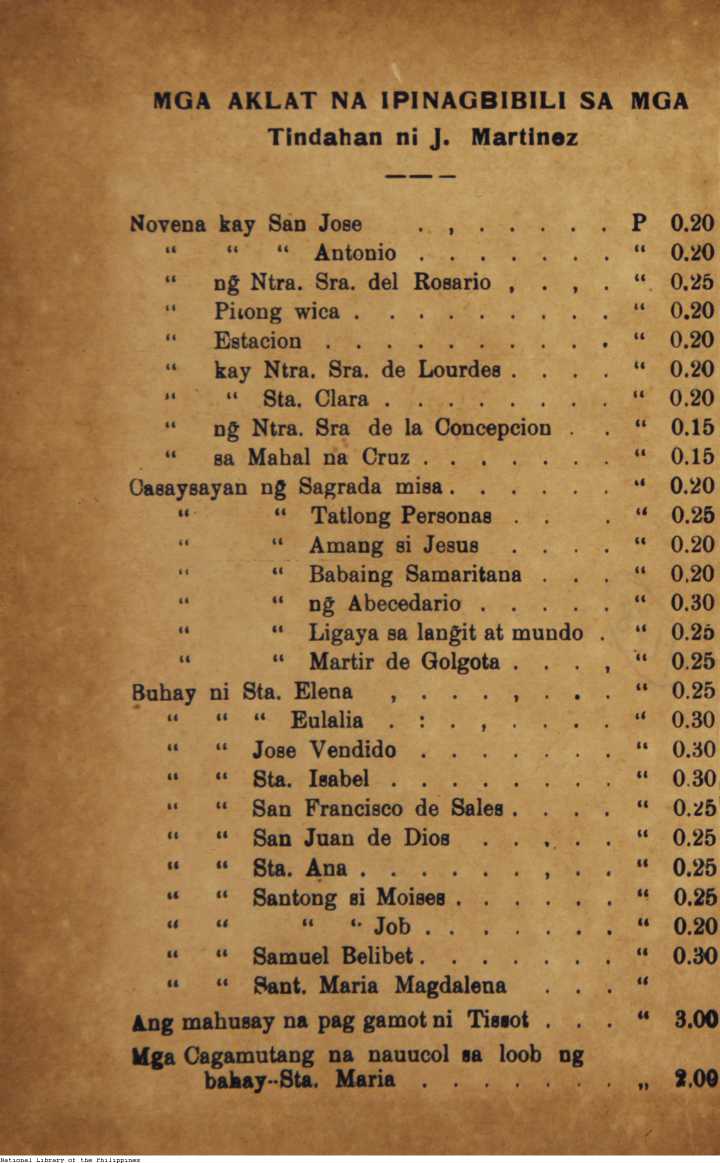 MGA AKLAT NA IPINAGBIBILI SA MGA
Tindahan ni J. Martinez
Novena kay San Jose . , . . . . . P 0.20
“ “ “ Antonio . . . . . . . “ 0.20
“ ng̃ Ntra. Sra. del Rosario , . , . “ 0.25
“ Pitong wica . . . . . . . . . “ 0.20
“ Estacion . . . . . . . . . . “ 0.20
“ kay Ntra. Sra. de Lourdes . . . . “ 0.20
“ “ Sta. Clara . . . . . . . . “ 0.20
“ ng̃ Ntra. Sra de la Concepcion . . “ 0.15
“ sa Mahal na Cruz . . . . . . . “ 0.15
Casaysayan ng̃ Sagrada misa . . . . . . “ 0.20
“ “ Tatlong Personas . . . “ 0.25
“ “ Amang si Jesus . . . . “ 0.20
“ “ Babaing Samaritana . . . “ 0.20
“ “ ng̃ Abecedario . . . . . “ 0.30
“ “ Ligaya sa lang̃it at mundo . “ 0.25
“ “ Martir de Golgota . . . , “ 0.25
Buhay ni Sta. Elena , . . . , . . . “ 0.25
“ “ “ Eulalia . : . , . . . . “ 0.30
“ “ Jose Vendido . . . . . . . “ 0.30
“ “ Sta. Isabel . . . . . . . . “ 0.30
“ “ San Francisco de Sales . . . . “ 0.25
“ “ San Juan de Dios . . . . . “ 0.25
“ “ Sta. Ana . . . . . . , . . “ 0.25
“ “ Santong si Moises . . . . . . “ 0.25
“ “ “ “ Job . . . . . . . “ 0.20
“ “ Samuel Belibet . . . . . . . “ 0.30
“ “ Sant. Maria Magdalena . . . “
Ang mahusay na pag gamot ni Tissot . . . “ 3.00
Mga Cagamutang na nauucol sa loob ng
bahay--Sta. Maria . . . . . . . „ 2.00
National Library of the Philippines